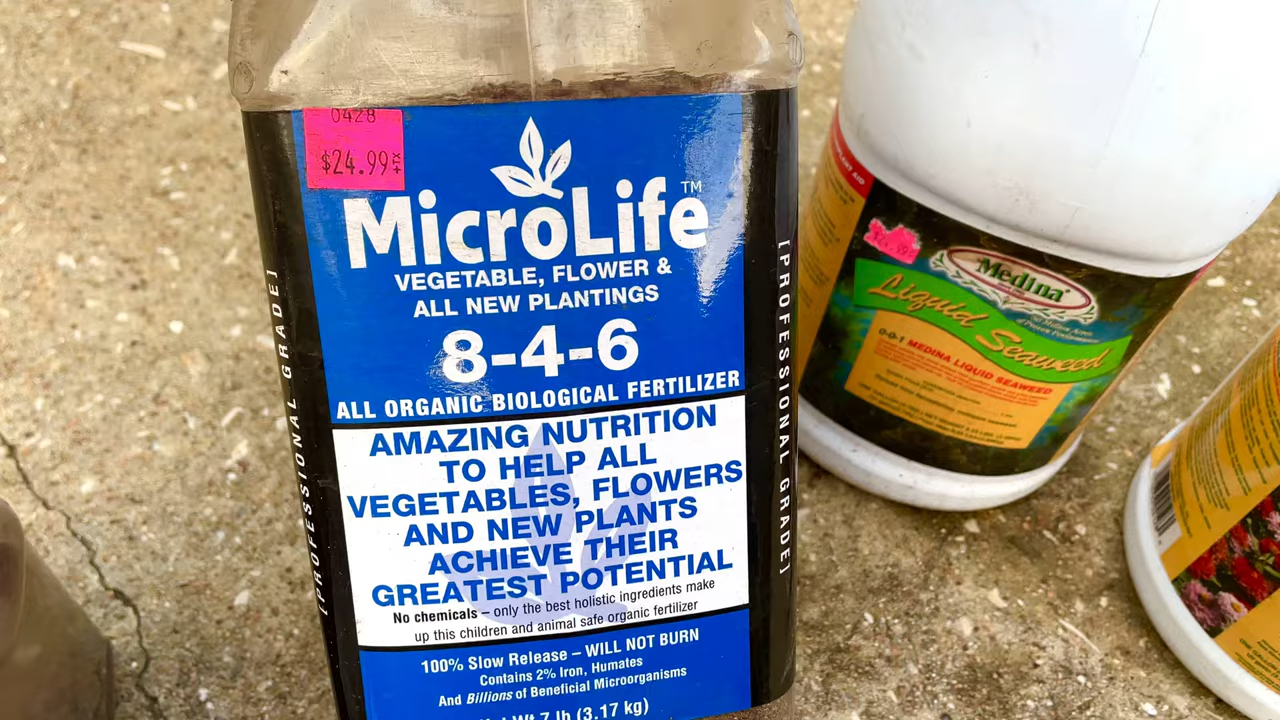 0428
$24.99
MicroLife™
VEGETABLE, FLOWER &
ALL NEW PLANTINGS
8-4-6
ALL ORGANIC BIOLOGICAL FERTILIZER
AMAZING NUTRITION
TO HELP ALL
VEGETABLES, FLOWERS
AND NEW PLANTS
ACHIEVE THEIR
GREATEST POTENTIAL
No chemicals – only the best holistic ingredients make
up this children and animal safe organic fertilizer
100% Slow Release – WILL NOT BURN
Contains 2% Iron, Humates
And Billions of Beneficial Microorganisms
Wt 7 lb (3.17 kg)
[PROFESSIONAL GRADE]
[PROFESSIONAL GRADE]
Medina
Liquid Seaweed
0-0-1 MEDINA LIQUID SEAWEED